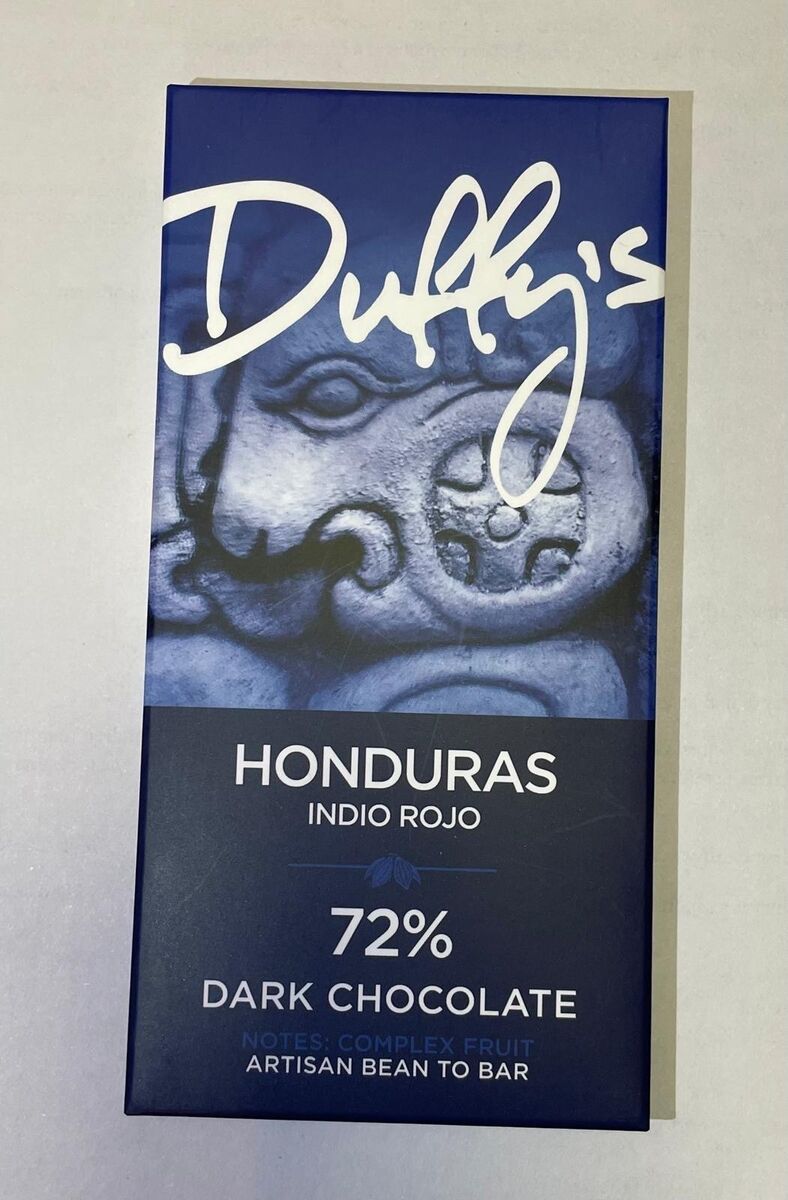 Duffy's
HONDURAS
INDIO ROJO
72%
DARK CHOCOLATE
NOTES: COMPLEX FRUIT
ARTISAN BEAN TO BAR